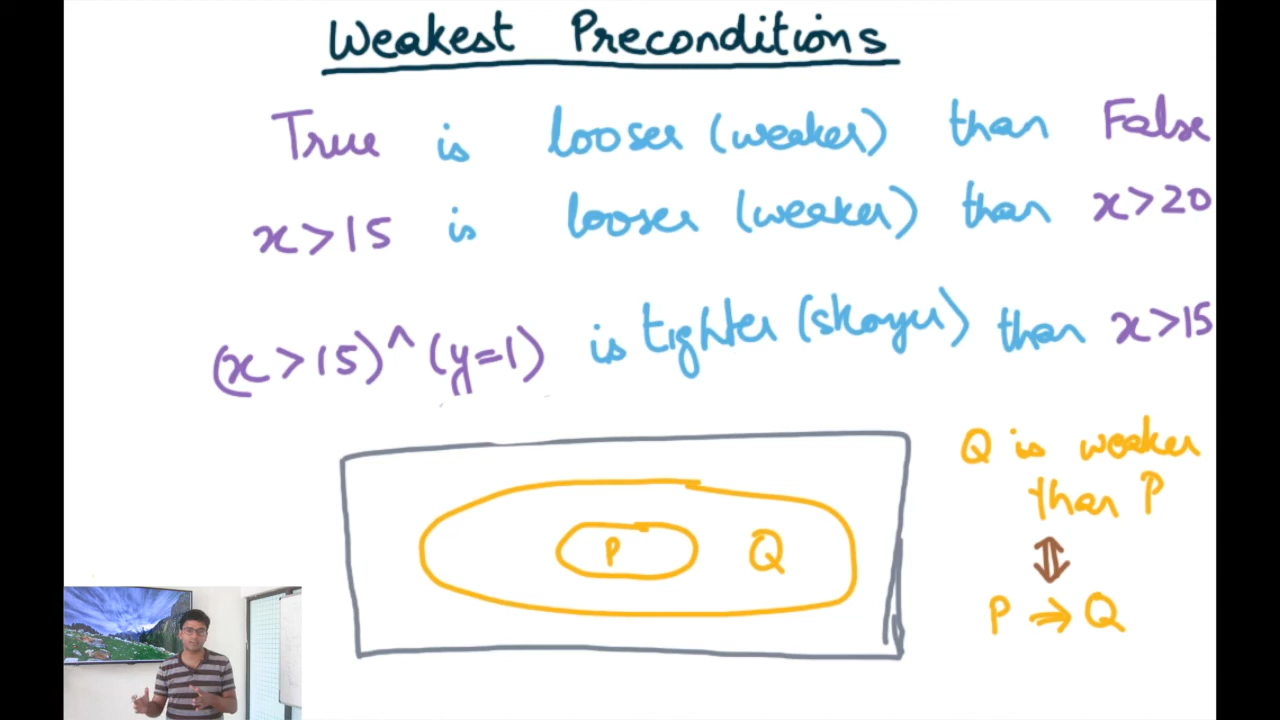 Weakest Preconditions
True is looser (weaker) than False
x>15 is looser (weaker) than x>20
(x>15)^(y=1) is tighter (stronger) than x>15
Q is weaker
than P
P Q
P ⇒ Q